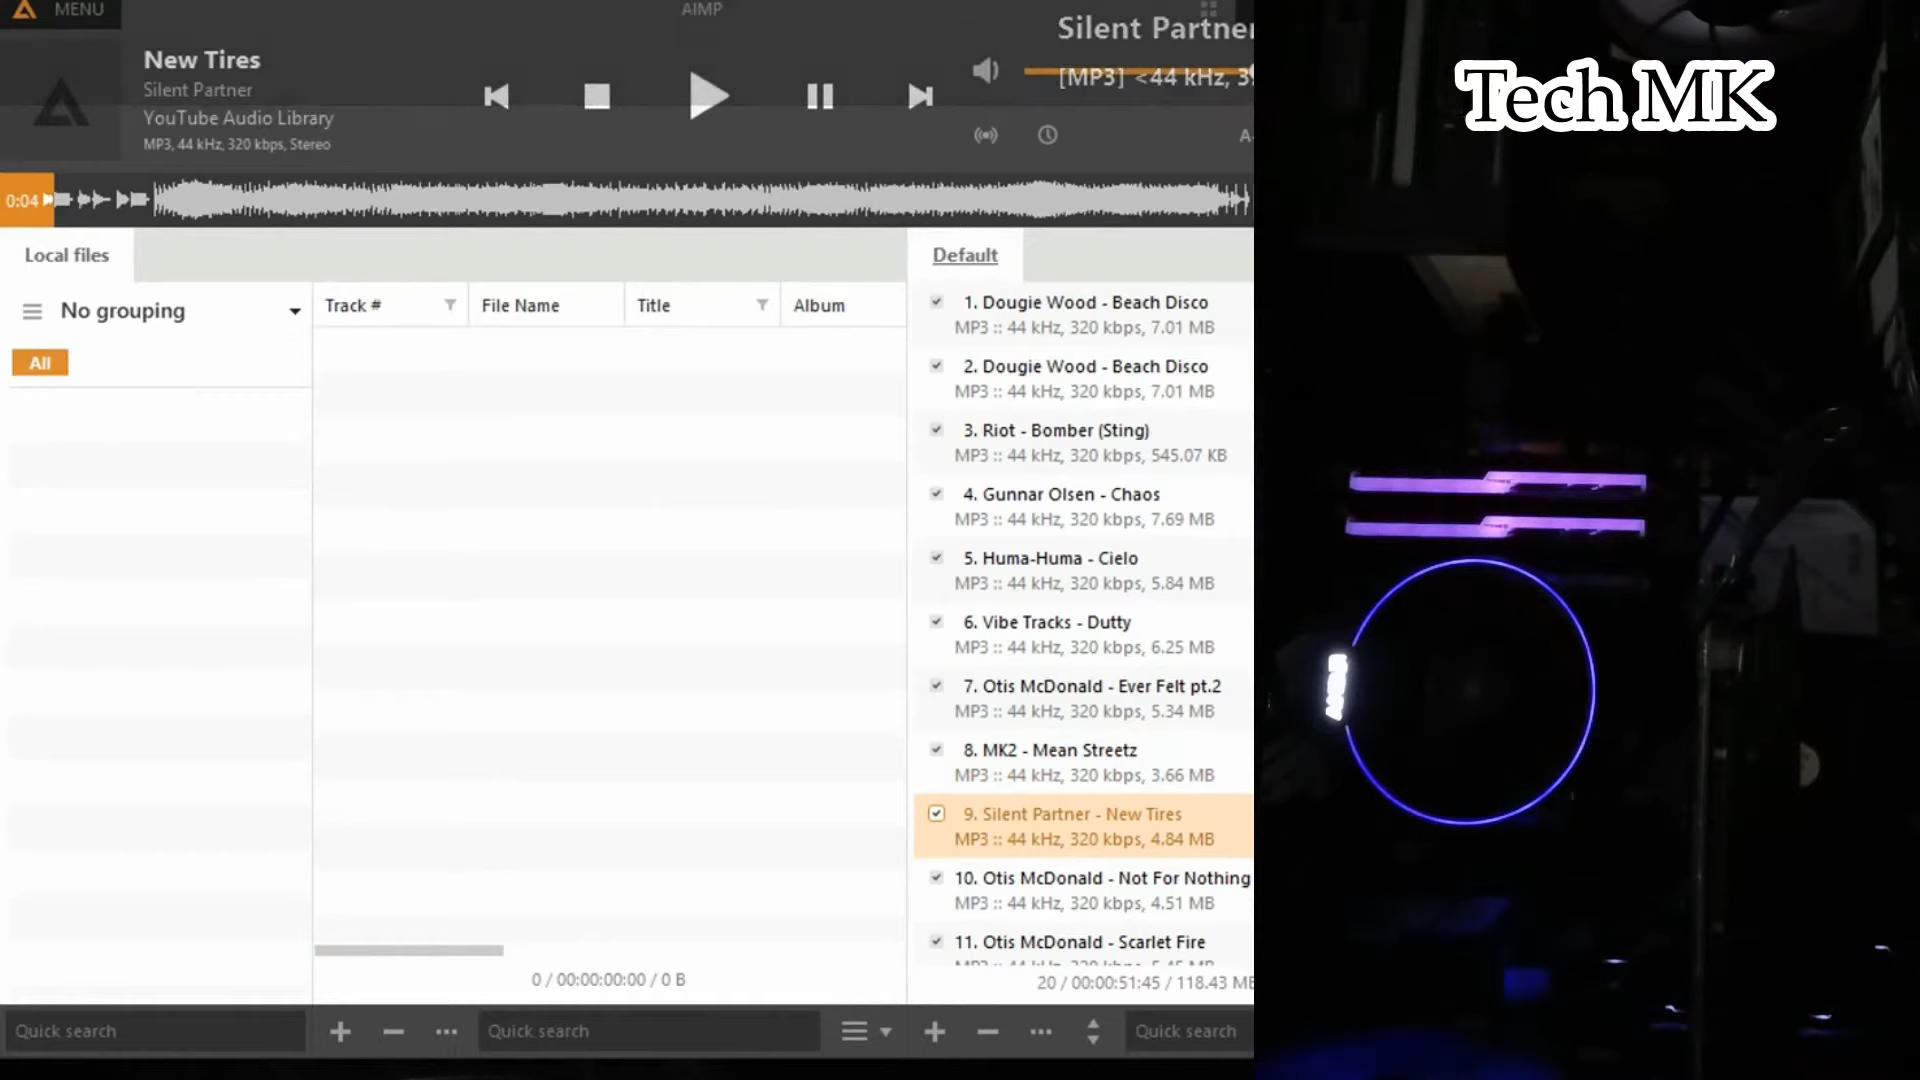 MENU
AIMP
New Tires
Silent Partner
YouTube Audio Library
MP3, 44 kHz, 320 kbps, Stereo
Silent Partner
[MP3] <44 kHz, 3
A-
0:04
Local files
Default
No grouping
All
Track #
File Name
Title
Album
1. Dougie Wood - Beach Disco
MP3 :: 44 kHz, 320 kbps, 7.01 MB
2. Dougie Wood - Beach Disco
MP3 :: 44 kHz, 320 kbps, 7.01 MB
3. Riot - Bomber (Sting)
MP3 :: 44 kHz, 320 kbps, 545.07 KB
4. Gunnar Olsen - Chaos
MP3 :: 44 kHz, 320 kbps, 7.69 MB
5. Huma-Huma - Cielo
MP3 :: 44 kHz, 320 kbps, 5.84 MB
6. Vibe Tracks - Dutty
MP3 :: 44 kHz, 320 kbps, 6.25 MB
7. Otis McDonald - Ever Felt pt.2
MP3 :: 44 kHz, 320 kbps, 5.34 MB
8. MK2 - Mean Streetz
MP3 :: 44 kHz, 320 kbps, 3.66 MB
9. Silent Partner - New Tires
MP3 :: 44 kHz, 320 kbps, 4.84 MB
10. Otis McDonald - Not For Nothing
MP3 :: 44 kHz, 320 kbps, 4.51 MB
11. Otis McDonald - Scarlet Fire
0 / 00:00:00:00 / 0 B
20 / 00:00:51:45 / 118.43 MB
Quick search
Quick search
Quick search
Tech MK